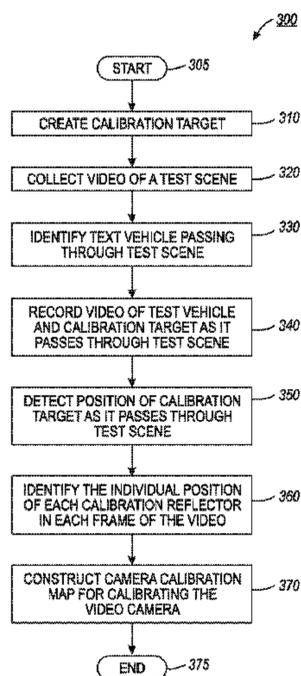 300
START
305
CREATE CALIBRATION TARGET
310
COLLECT VIDEO OF A TEST SCENE
320
IDENTIFY TEXT VEHICLE PASSING
THROUGH TEST SCENE
330
RECORD VIDEO OF TEST VEHICLE
AND CALIBRATION TARGET AS IT
PASSES THROUGH TEST SCENE
340
DETECT POSITION OF CALIBRATION
TARGET AS IT PASSES THROUGH
TEST SCENE
350
IDENTIFY THE INDIVIDUAL POSITION
OF EACH CALIBRATION REFLECTOR
IN EACH FRAME OF THE VIDEO
360
CONSTRUCT CAMERA CALIBRATION
MAP FOR CALIBRATING THE
VIDEO CAMERA
370
END
375